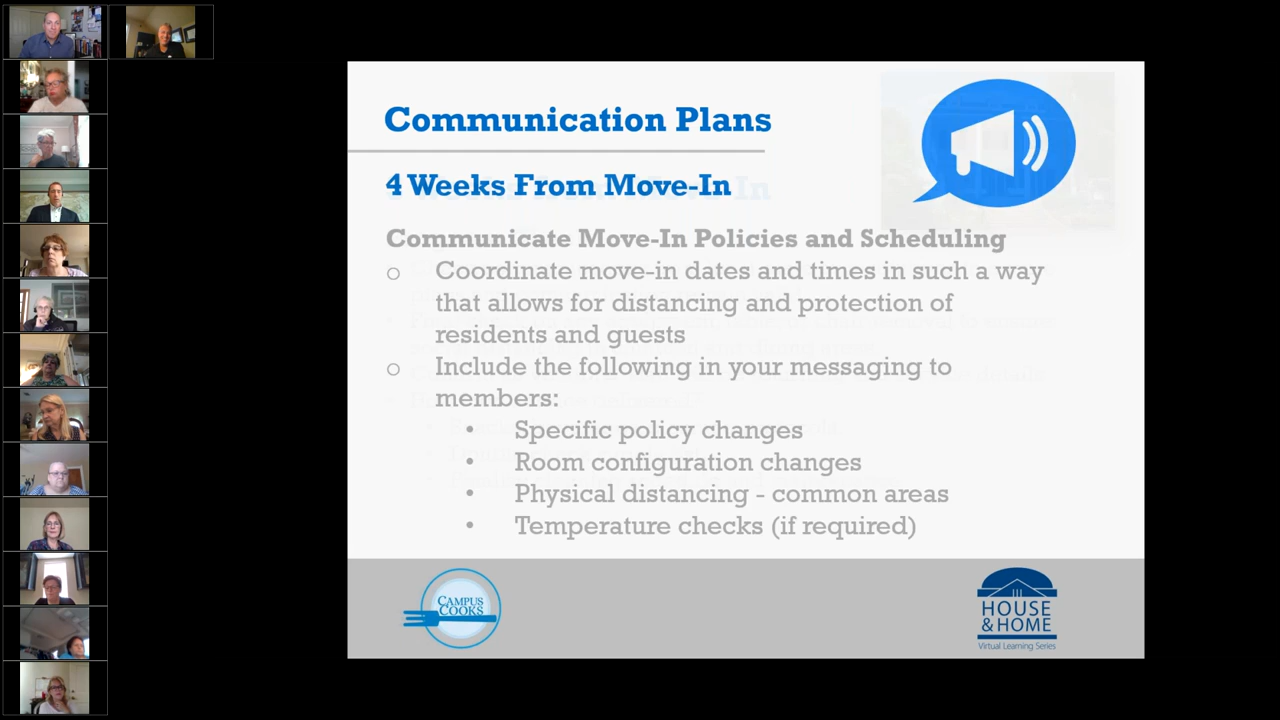 Communication Plans
4 Weeks From Move-In
Communicate Move-In Policies and Scheduling
o Coordinate move-in dates and times in such a way
that allows for distancing and protection of
residents and guests
o Include the following in your messaging to
members:
• Specific policy changes
• Room configuration changes
• Physical distancing - common areas
• Temperature checks (if required)
CAMPUS
COOKS
HOUSE
& HOME
Virtual Learning Series